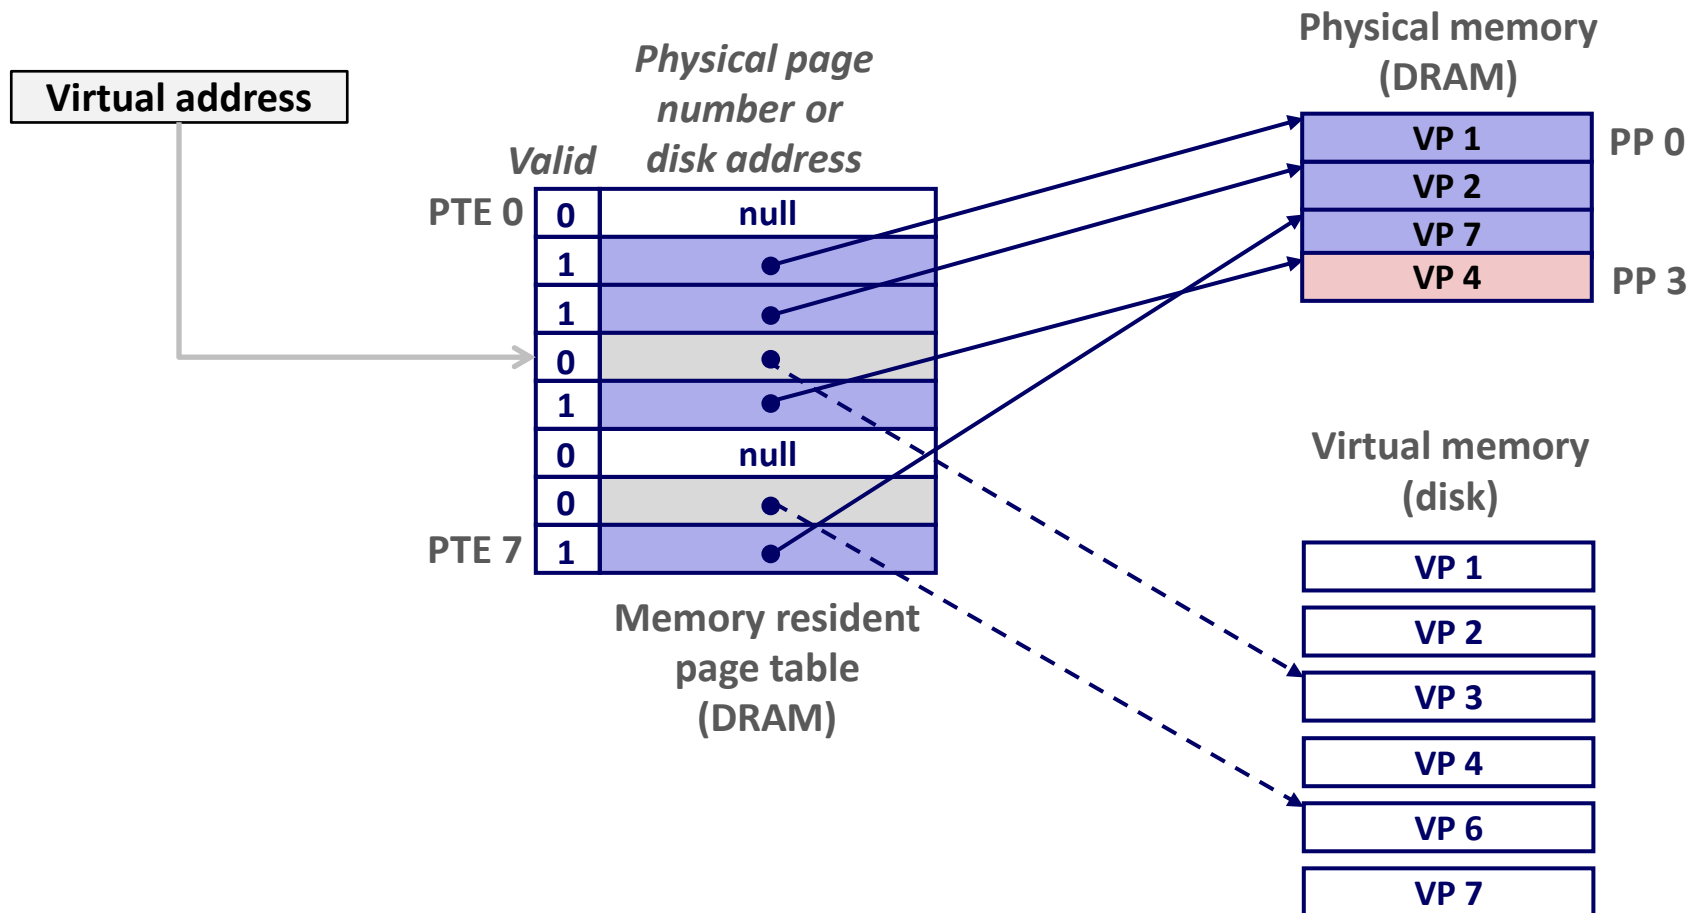 Virtual address
Physical page
number or
disk address
Valid
PTE 0
0
null
1
1
0
1
0
null
0
PTE 7
1
Memory resident
page table
(DRAM)
Physical memory
(DRAM)
VP 1
PP 0
VP 2
VP 7
VP 4
PP 3
Virtual memory
(disk)
VP 1
VP 2
VP 3
VP 4
VP 6
VP 7